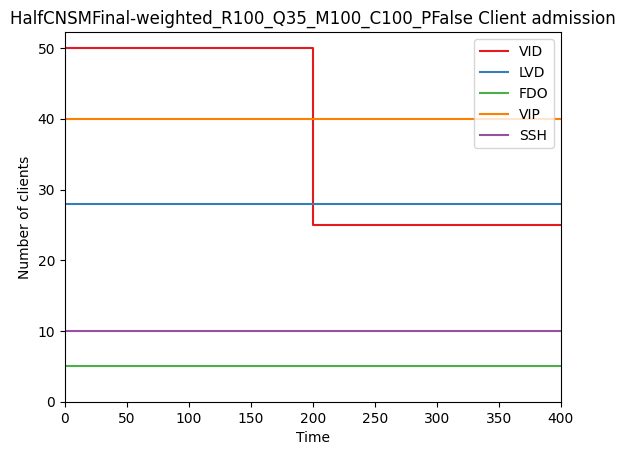 HalfCNSMFinal-weighted_R100_Q35_M100_C100_PFalse Client admission
50
40
30
20
10
0
Number of clients
VID
LVD
FDO
VIP
SSH
0 50 100 150 200 250 300 350 400
Time